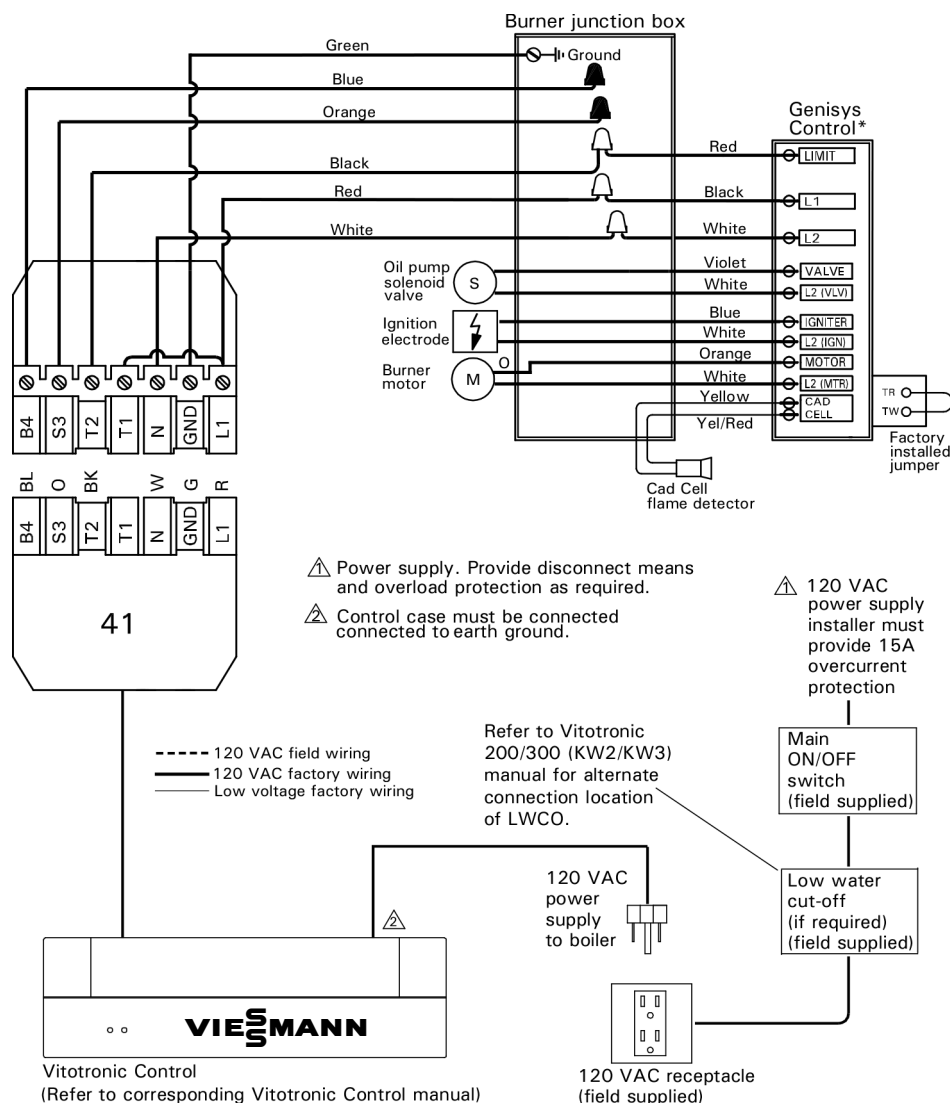 Burner junction box
Green
Ground
Blue
Orange
Genisys
Control*
Black
Red
LIMIT
Red
Black
L1
White
White
L2
Oil pump
solenoid
valve
S
Violet
VALVE
White
L2 (VLV)
Ignition
electrode
Blue
IGNITER
White
L2 (IGN)
Burner
motor
M
O
Orange
MOTOR
White
L2 (MTR)
Yellow
CAD
CELL
Yel/Red
TR
TW
Factory
installed
jumper
Cad Cell
flame detector
B4
S3
T2
T1
N
GND
L1
BL
O
BK
W
G
R
B4
S3
T2
T1
N
GND
L1
41
1 Power supply. Provide disconnect means
and overload protection as required.
2 Control case must be connected
connected to earth ground.
1 120 VAC
power supply
installer must
provide 15A
overcurrent
protection
120 VAC field wiring
120 VAC factory wiring
Low voltage factory wiring
Refer to Vitotronic
200/300 (KW2/KW3)
manual for alternate
connection location
of LWCO.
Main
ON/OFF
switch
(field supplied)
120 VAC
power
supply
to boiler
Low water
cut-off
(if required)
(field supplied)
2
VIESSMANN
Vitotronic Control
(Refer to corresponding Vitotronic Control manual)
120 VAC receptacle
(field supplied)